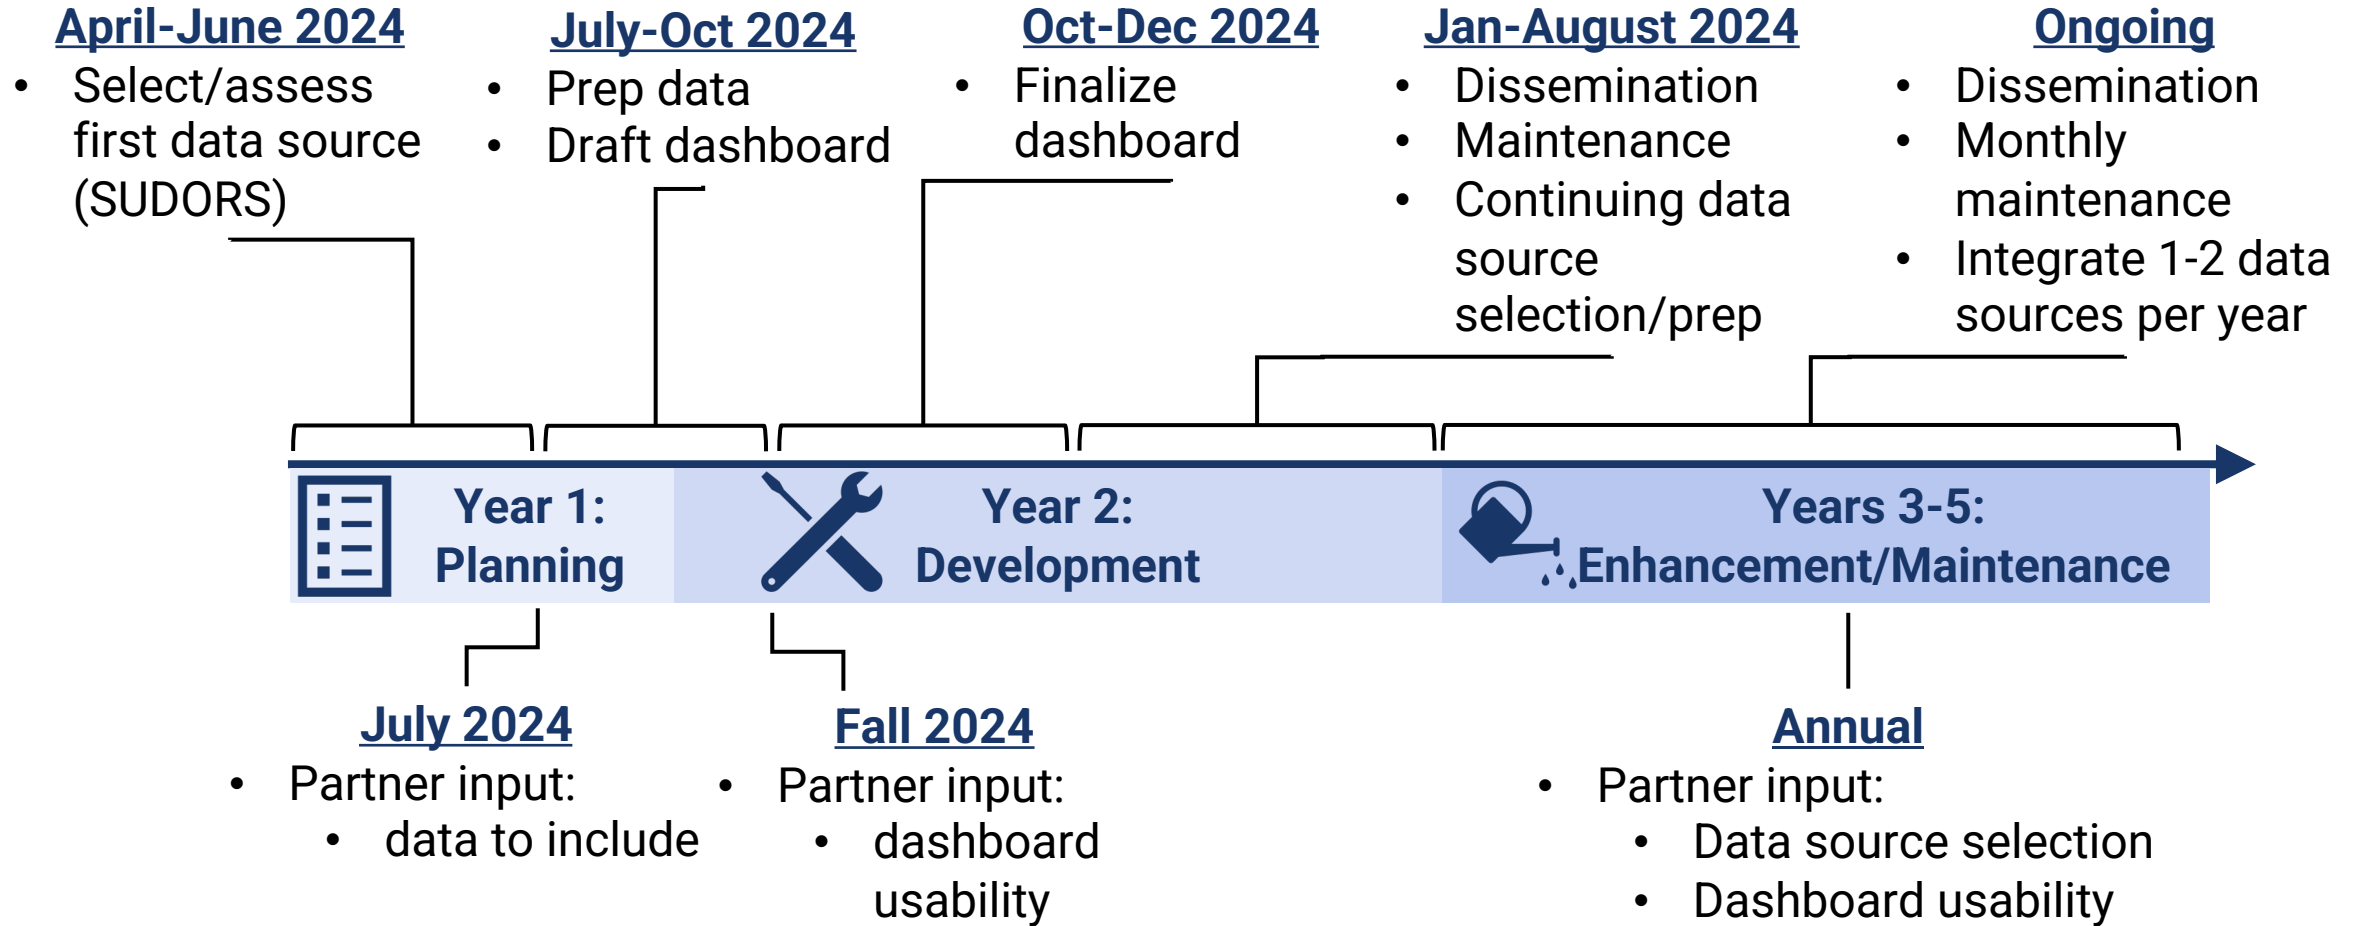 April-June 2024
• Select/assess
first data source
(SUDORS)
July-Oct 2024
• Prep data
• Draft dashboard
Oct-Dec 2024
• Finalize
dashboard
Jan-August 2024
• Dissemination
• Maintenance
• Continuing data
source
selection/prep
Ongoing
• Dissemination
• Monthly
maintenance
• Integrate 1-2 data
sources per year
Year 1:
Planning
Year 2:
Development
Years 3-5:
Enhancement/Maintenance
July 2024
• Partner input:
• data to include
Fall 2024
• Partner input:
• dashboard
usability
Annual
• Partner input:
• Data source selection
• Dashboard usability